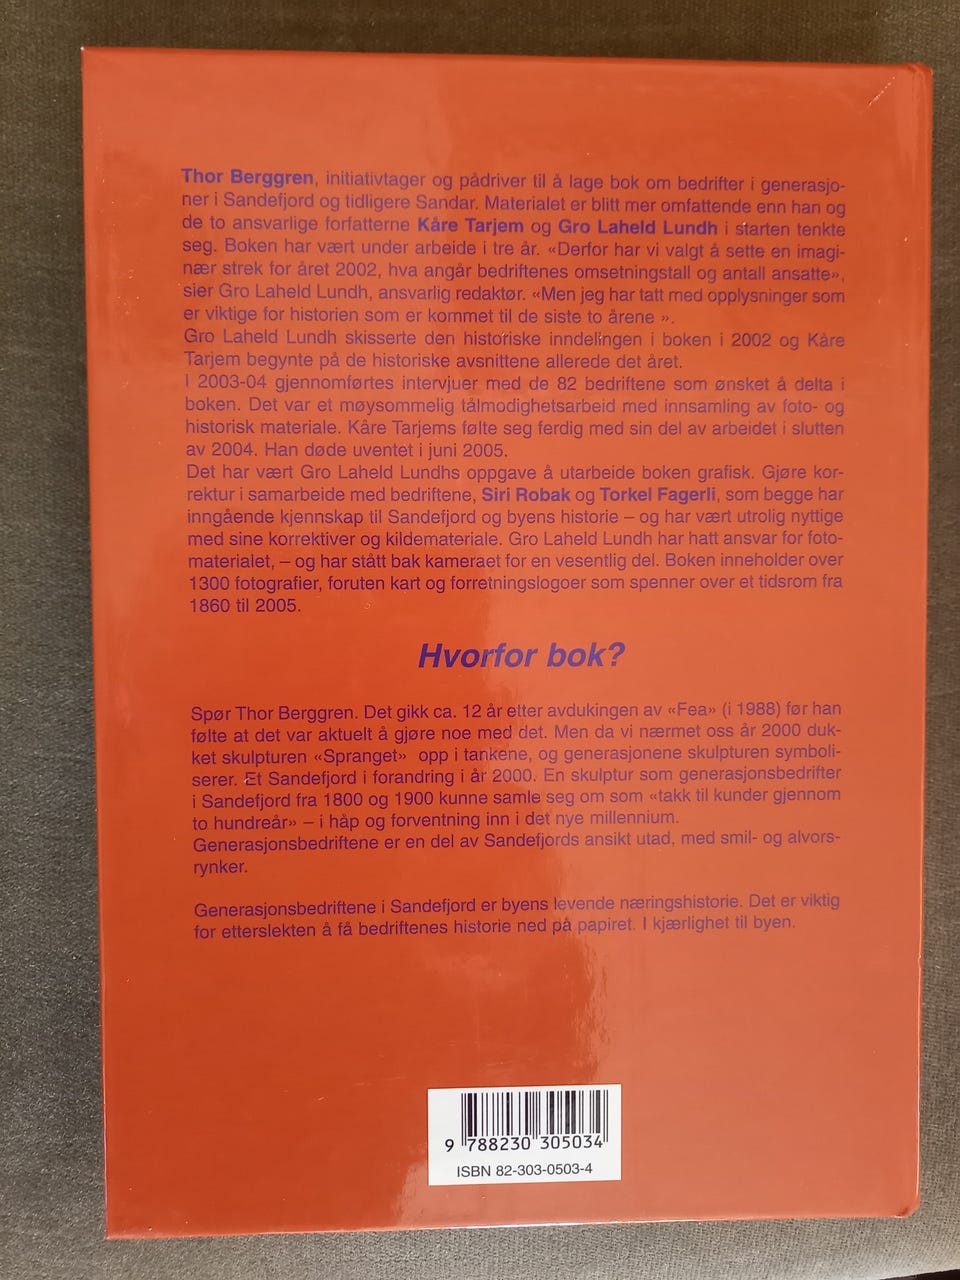 Thor Berggren, initiativtager og pådriver til å lage bok om bedrifter i generasjo-
ner i Sandefjord og tidligere Sandar. Materialet er blitt mer omfattende enn han og
de to ansvarlige forfatterne Kåre Tarjem og Gro Laheld Lundh i starten tenkte
seg. Boken har vært under arbeide i tre år. «Derfor har vi valgt å sette en imagi-
nær strek for året 2002, hva angår bedriftenes omsetningstall og antall ansatte»,
sier Gro Laheld Lundh, ansvarlig redaktør. «Men jeg har tatt med opplysninger som
er viktige for historien som er kommet til de siste to årene ».
Gro Laheld Lundh skisserte den historiske inndelingen i boken i 2002 og Kåre
Tarjem begynte på de historiske avsnittene allerede det året.
I 2003-04 gjennomførtes intervjuer med de 82 bedriftene som ønsket å delta i
boken. Det var et møysommelig tålmodighetsarbeid med innsamling av foto- og
historisk materiale. Kåre Tarjems følte seg ferdig med sin del av arbeidet i slutten
av 2004. Han døde uventet i juni 2005.
Det har vært Gro Laheld Lundhs oppgave å utarbeide boken grafisk. Gjøre kor-
rektur i samarbeide med bedriftene, Siri Robak og Torkel Fagerli, som begge har
inngående kjennskap til Sandefjord og byens historie – og har vært utrolig nyttige
med sine korrektiver og kildemateriale. Gro Laheld Lundh har hatt ansvar for foto-
materialet, – og har stått bak kameraet for en vesentlig del. Boken inneholder over
1300 fotografier, foruten kart og forretningslogoer som spenner over et tidsrom fra
1860 til 2005.
Hvorfor bok?
Spør Thor Berggren. Det gikk ca. 12 år etter avdukingen av «Fea» (i 1988) før han
følte at det var aktuelt å gjøre noe med det. Men da vi nærmet oss år 2000 duk-
ket skulpturen «Spranget» opp i tankene, og generasjonene skulpturen symboli-
serer. Et Sandefjord i forandring i år 2000. En skulptur som generasjonsbedrifter
i Sandefjord fra 1800 og 1900 kunne samle seg om som «takk til kunder gjennom
to hundreår» – i håp og forventning inn i det nye millennium.
Generasjonsbedriftene er en del av Sandefjords ansikt utad, med smil- og alvors-
rynker.
Generasjonsbedriftene i Sandefjord er byens levende næringshistorie. Det er viktig
for etterslekten å få bedriftenes historie ned på papiret. I kjærlighet til byen.
9 788230 305034
ISBN 82-303-0503-4